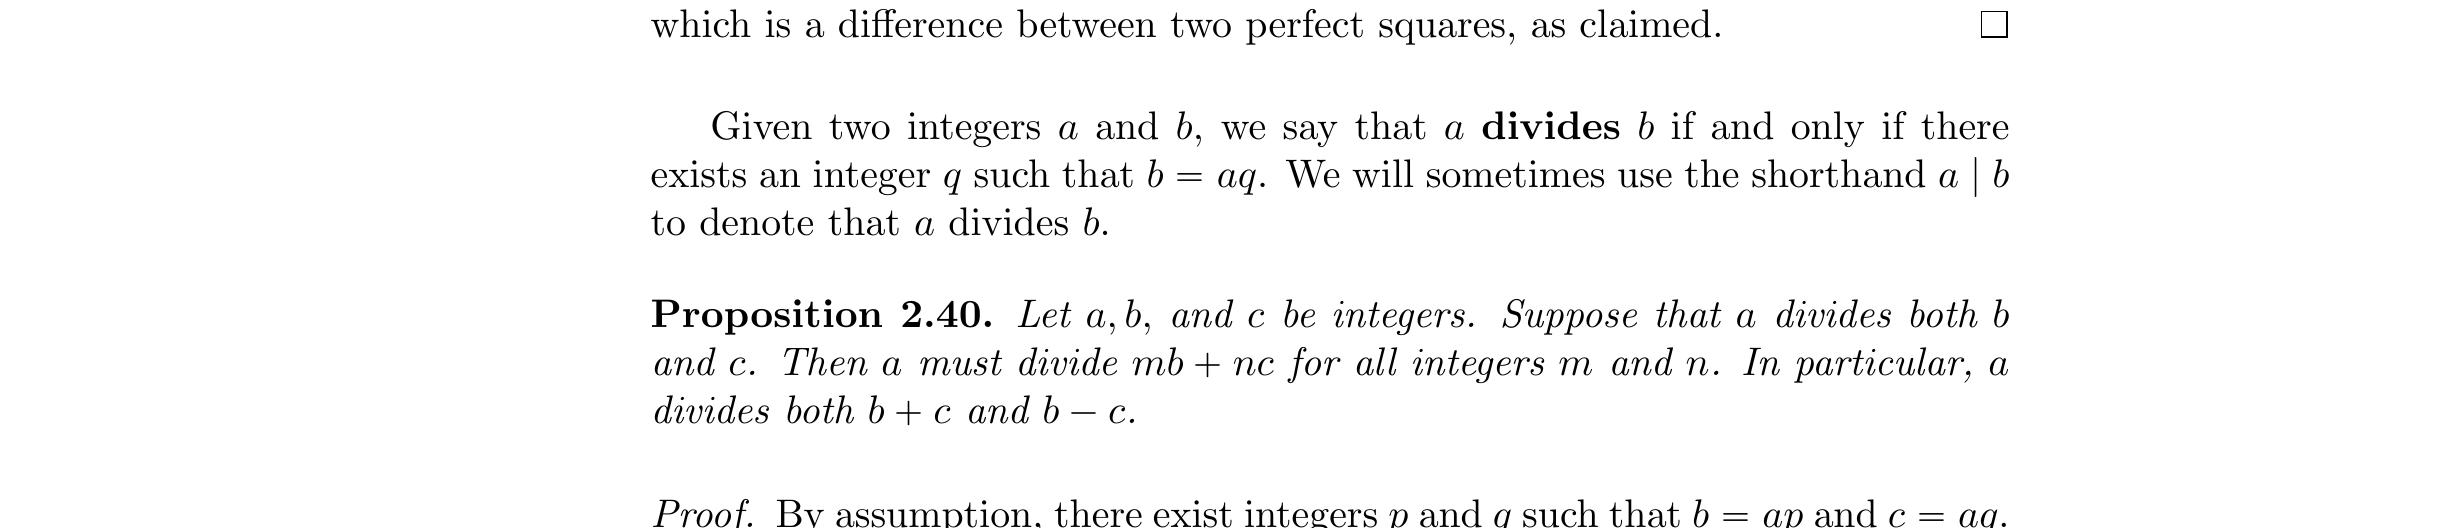 which is a difference between two perfect squares, as claimed. □
Given two integers a and b, we say that a divides b if and only if there
exists an integer q such that b = aq. We will sometimes use the shorthand a | b
to denote that a divides b.
Proposition 2.40. Let a, b, and c be integers. Suppose that a divides both b
and c. Then a must divide mb + nc for all integers m and n. In particular, a
divides both b + c and b − c.
Proof. By assumption, there exist integers p and q such that b = ap and c = aq.